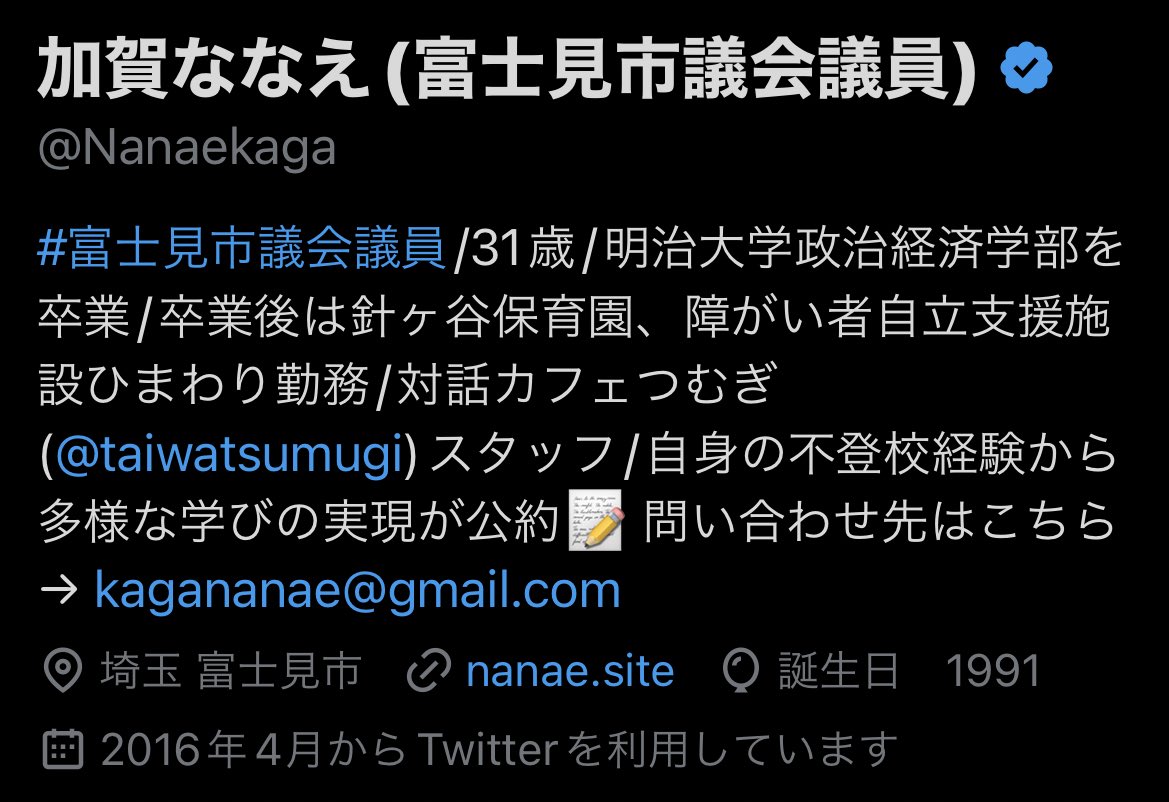 加賀ななえ(富士見市議会議員)
@Nanaekaga
#富士見市議会議員/31歳/明治大学政治経済学部を
卒業/卒業後は針ヶ谷保育園、障がい者自立支援施
設ひまわり勤務/対話カフェつむぎ
(@taiwatsumugi)スタッフ/自身の不登校経験から
多様な学びの実現が公約📝 問い合わせ先はこちら
→ kagananae@gmail.com
埼玉 富士見市 nanae.site 誕生日 1991
2016年4月からTwitterを利用しています